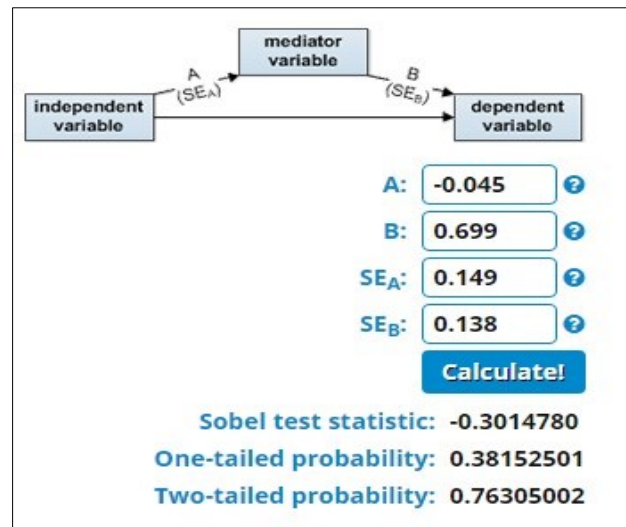 mediator
variable
A
(SEA)
B
(SEB)
independent
variable
dependent
variable
A: -0.045 ?
B: 0.699 ?
SEA: 0.149 ?
SEB: 0.138 ?
Calculate!
Sobel test statistic: -0.3014780
One-tailed probability: 0.38152501
Two-tailed probability: 0.76305002